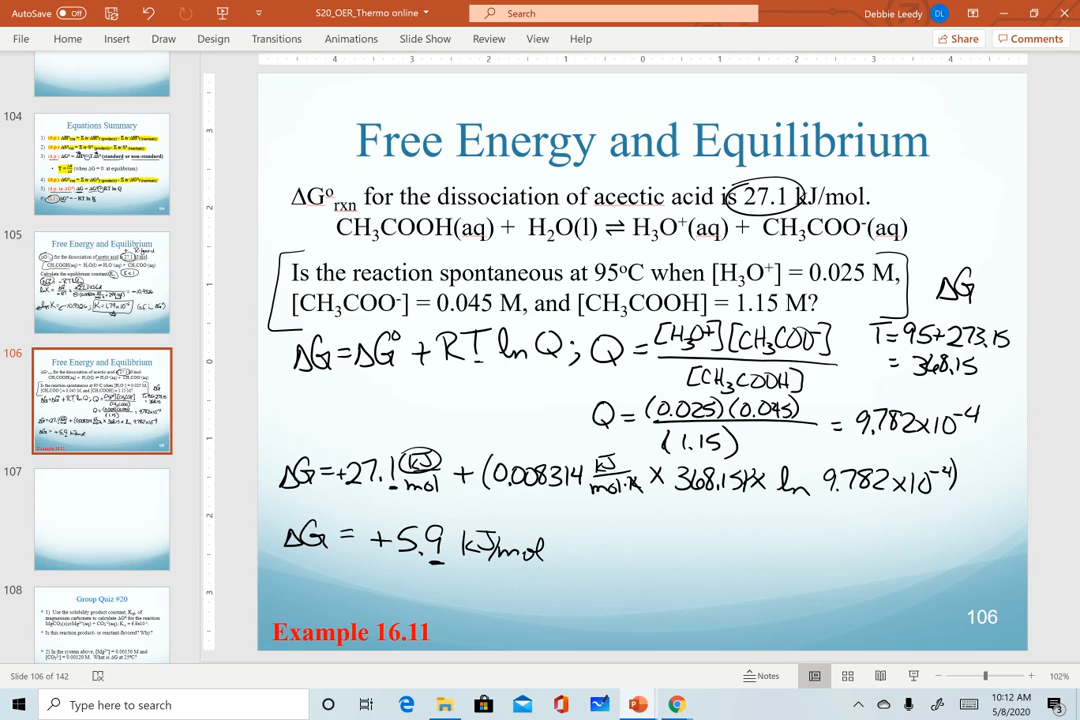 AutoSave Off
S20_OER_Thermo online
Search
Debbie Leedy DL
File Home Insert Draw Design Transitions Animations Slide Show Review View Help Share Comments
104
Equations Summary
105
Free Energy and Equilibrium
106
Free Energy and Equilibrium
Example 16.11
107
108
Group Quiz #20
Free Energy and Equilibrium
ΔG°rxn for the dissociation of acectic acid is 27.1 kJ/mol.
CH3COOH(aq) + H2O(l) ⇌ H3O+(aq) + CH3COO-(aq)
Is the reaction spontaneous at 95°C when [H3O+] = 0.025 M,
[CH3COO-] = 0.045 M, and [CH3COOH] = 1.15 M?
ΔG
ΔG = ΔG° + RT ln Q ; Q = [H3O+][CH3COO-] / [CH3COOH]
T = 95 + 273.15
= 368.15
Q = (0.025)(0.045) / (1.15) = 9.782x10^-4
ΔG = +27.1 kJ/mol + (0.008314 kJ/mol·K x 368.15K x ln 9.782x10^-4)
ΔG = +5.9 kJ/mol
Example 16.11
106
Slide 106 of 142
Notes
102%
Type here to search
10:12 AM
5/8/2020
3